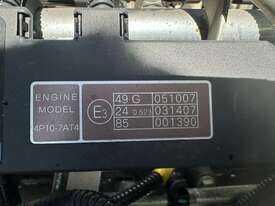 ENGINE
MODEL
4P10-7AT4
E3
49 G 051007
24 0.523 031407
85 001390